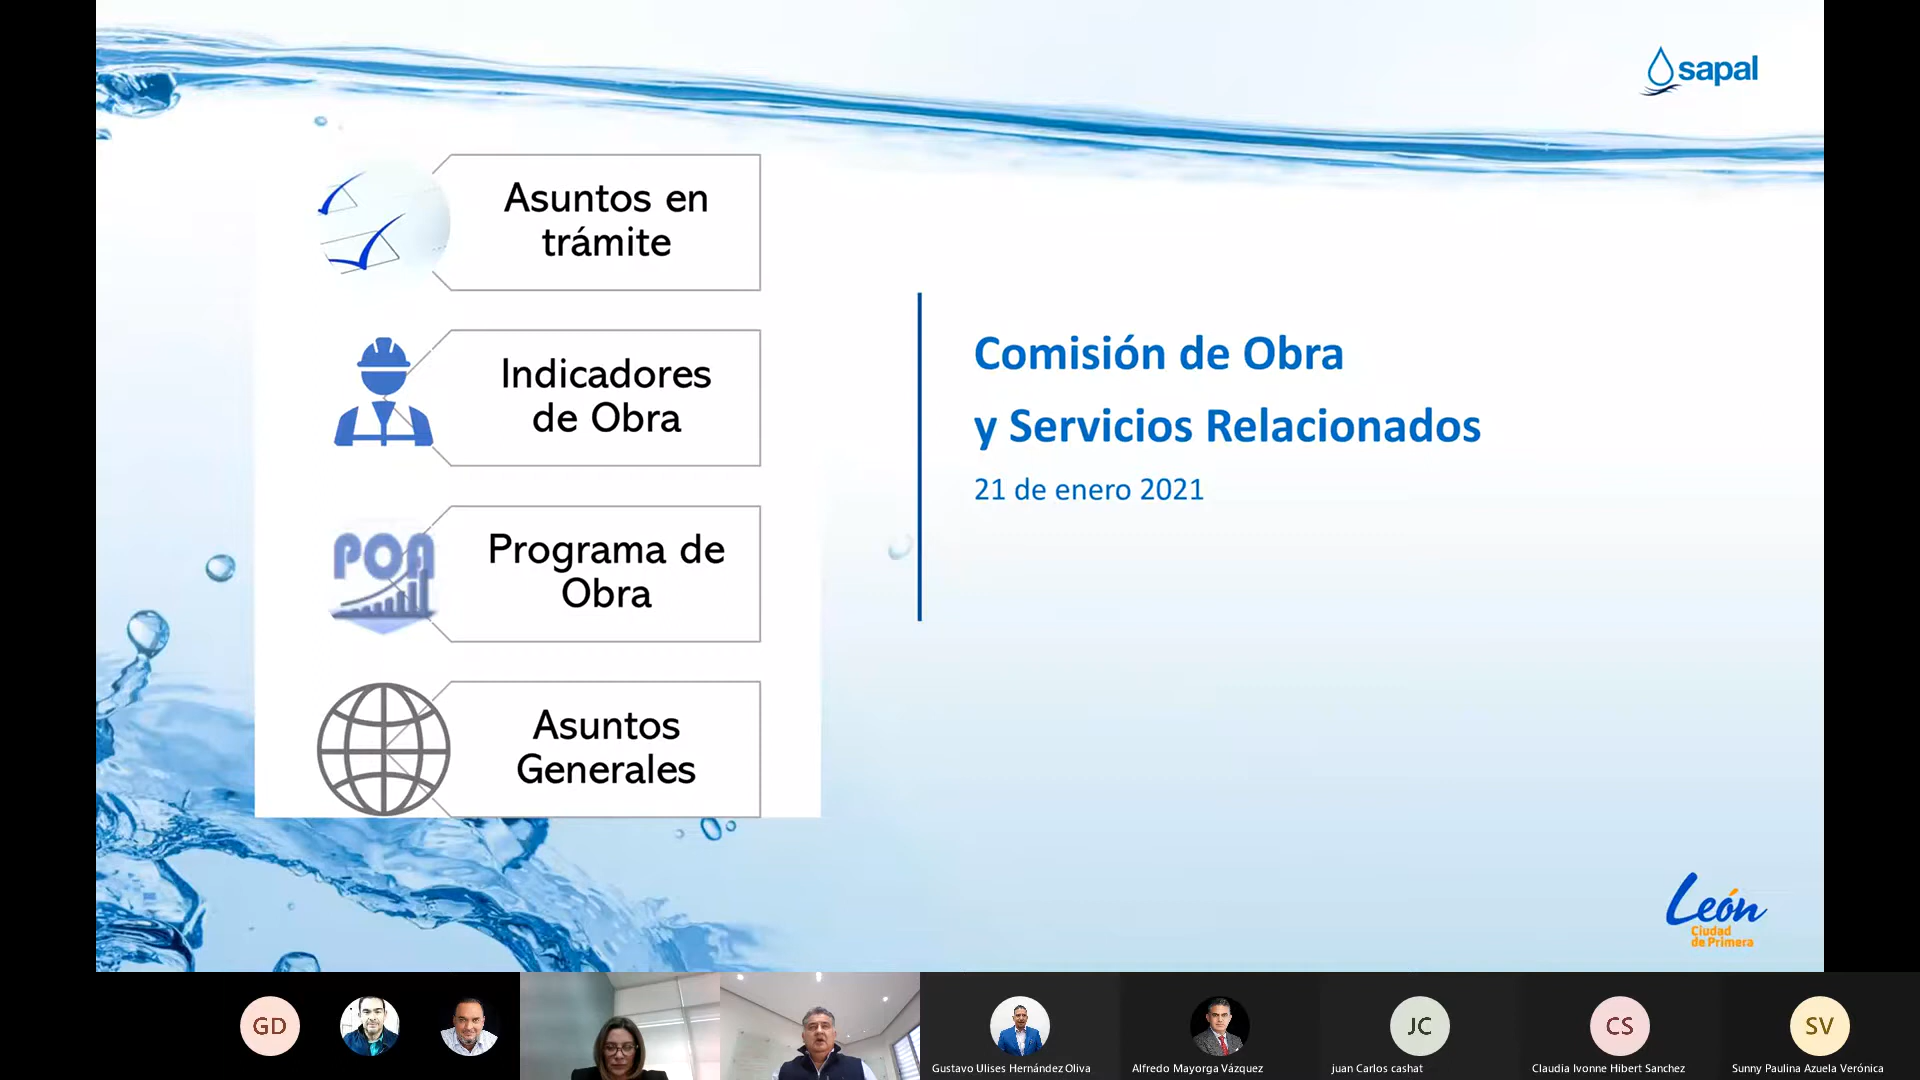 sapal
Asuntos en
trámite
Indicadores
de Obra
POA
Programa de
Obra
Asuntos
Generales
Comisión de Obra
y Servicios Relacionados
21 de enero 2021
León
Ciudad
de Primera
GD
JC
CS
SV
Gustavo Ulises Hernández Oliva
Alfredo Mayorga Vázquez
juan Carlos cashat
Claudia Ivonne Hibert Sanchez
Sunny Paulina Azuela Verónica